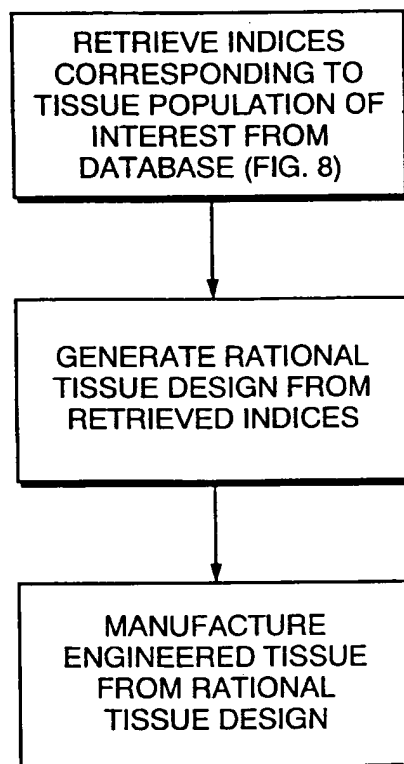 RETRIEVE INDICES
CORRESPONDING TO
TISSUE POPULATION OF
INTEREST FROM
DATABASE (FIG. 8)
GENERATE RATIONAL
TISSUE DESIGN FROM
RETRIEVED INDICES
MANUFACTURE
ENGINEERED TISSUE
FROM RATIONAL
TISSUE DESIGN